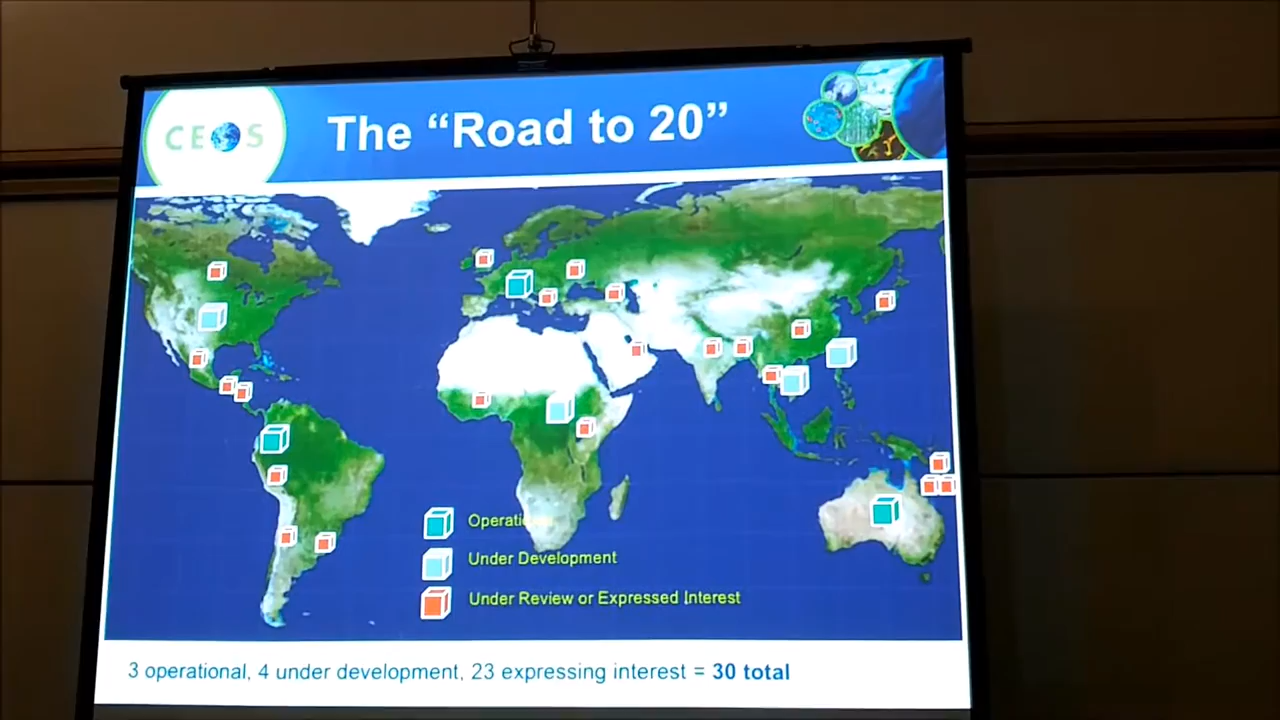 CEOS
The “Road to 20”
Operational
Under Development
Under Review or Expressed Interest
3 operational, 4 under development, 23 expressing interest = 30 total